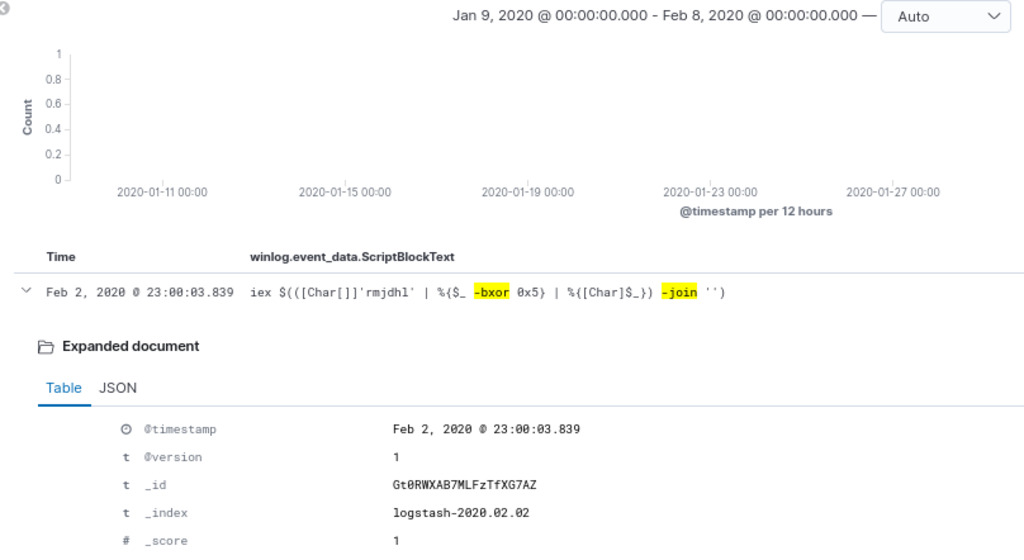 Jan 9, 2020 @ 00:00:00.000 - Feb 8, 2020 @ 00:00:00.000 — Auto
1
0.8
0.6
0.4
0.2
0
Count
2020-01-11 00:00 2020-01-15 00:00 2020-01-19 00:00 2020-01-23 00:00 2020-01-27 00:00
@timestamp per 12 hours
Time winlog.event_data.ScriptBlockText
Feb 2, 2020 @ 23:00:03.839 iex $(([Char[]]'rmjdhl' | %{$_ -bxor 0x5} | %{[Char]$_}) -join '')
Expanded document
Table JSON
@timestamp Feb 2, 2020 @ 23:00:03.839
t @version 1
t _id Gt0RWXAB7MLFzTfXG7AZ
t _index logstash-2020.02.02
# _score 1